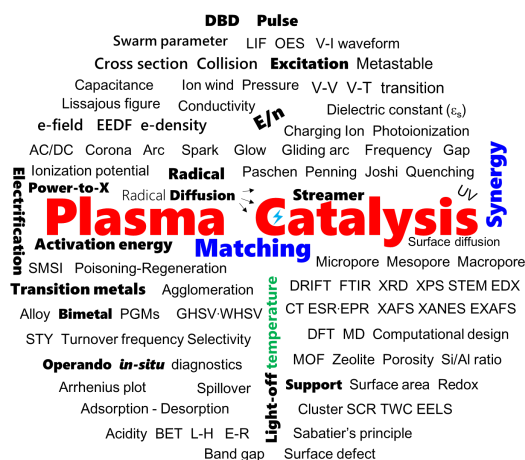 DBD Pulse
Swarm parameter LIF OES V-I waveform
Cross section Collision Excitation Metastable
Capacitance Ion wind Pressure V-V V-T transition
Lissajous figure Conductivity E/n Dielectric constant (εs)
e-field EEDF e-density Charging Ion Photoionization
AC/DC Corona Arc Spark Glow Gliding arc Frequency Gap
Ionization potential Radical Paschen Penning Joshi Quenching
Electrification
Power-to-X Radical Diffusion Streamer UV
Synergy
Plasma Catalysis
Activation energy Matching Surface diffusion
SMSI Poisoning-Regeneration Micropore Mesopore Macropore
Transition metals Agglomeration DRIFT FTIR XRD XPS STEM EDX
Alloy Bimetal PGMs GHSV·WHSV CT ESR·EPR XAFS XANES EXAFS
STY Turnover frequency Selectivity DFT MD Computational design
Light-off temperature
Operando in-situ diagnostics MOF Zeolite Porosity Si/Al ratio
Arrhenius plot Spillover Support Surface area Redox
Adsorption - Desorption Cluster SCR TWC EELS
Acidity BET L-H E-R Sabatier's principle
Band gap Surface defect